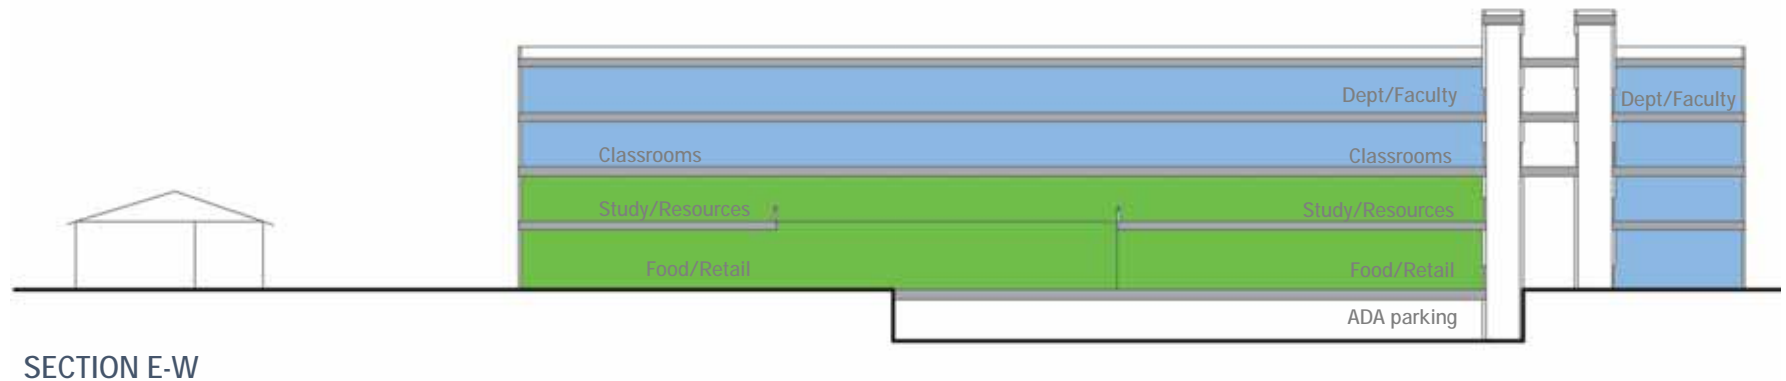 Dept/Faculty
Dept/Faculty
Classrooms
Classrooms
Study/Resources
Study/Resources
Food/Retail
Food/Retail
ADA parking
SECTION E-W